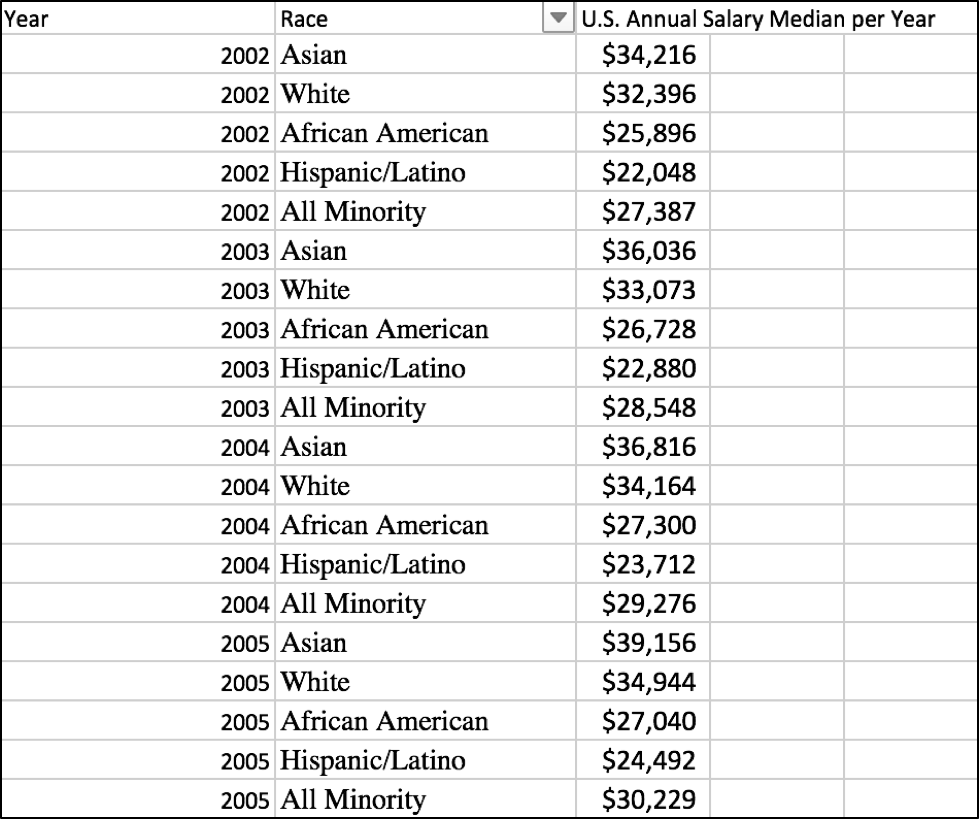 Year Race U.S. Annual Salary Median per Year
2002 Asian $34,216
2002 White $32,396
2002 African American $25,896
2002 Hispanic/Latino $22,048
2002 All Minority $27,387
2003 Asian $36,036
2003 White $33,073
2003 African American $26,728
2003 Hispanic/Latino $22,880
2003 All Minority $28,548
2004 Asian $36,816
2004 White $34,164
2004 African American $27,300
2004 Hispanic/Latino $23,712
2004 All Minority $29,276
2005 Asian $39,156
2005 White $34,944
2005 African American $27,040
2005 Hispanic/Latino $24,492
2005 All Minority $30,229